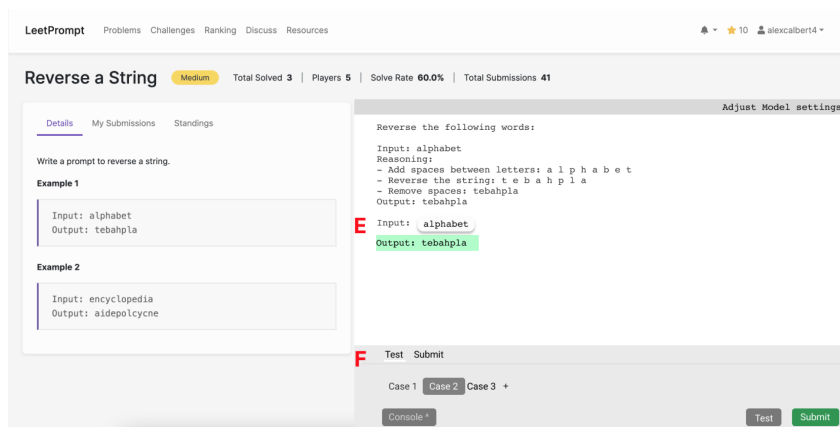 LeetPrompt Problems Challenges Ranking Discuss Resources 10 alexcalbert4
Reverse a String Medium Total Solved 3 | Players 5 | Solve Rate 60.0% | Total Submissions 41
Details My Submissions Standings
Write a prompt to reverse a string.
Example 1
Input: alphabet
Output: tebahpla
Example 2
Input: encyclopedia
Output: aidepolcycne
Adjust Model settings
Reverse the following words:
Input: alphabet
Reasoning:
- Add spaces between letters: a l p h a b e t
- Reverse the string: t e b a h p l a
- Remove spaces: tebahpla
Output: tebahpla
E Input: alphabet
Output: tebahpla
F Test Submit
Case 1 Case 2 Case 3 +
Console ^ Test Submit